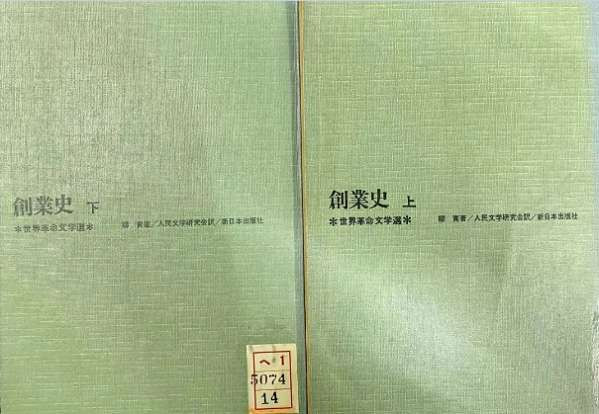 創業史 下
＊世界革命文学選＊ 柳 青著／人民文学研究会訳／新日本出版社
へ 1
5074
14
創業史 上
＊世界革命文学選＊ 柳 青著／人民文学研究会訳／新日本出版社